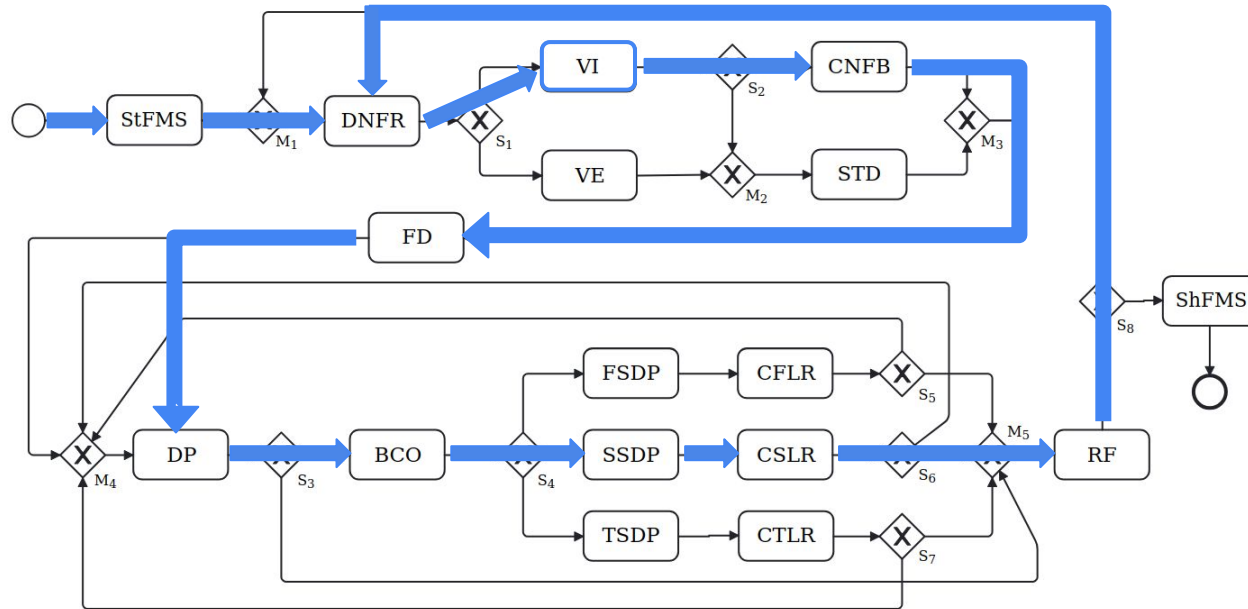 VI
CNFB
S2
StFMS
DNFR
M1
S1
M3
VE
STD
M2
FD
ShFMS
S8
FSDP
CFLR
S5
DP
BCO
SSDP
CSLR
M5
RF
M4
S3
S4
S6
TSDP
CTLR
S7